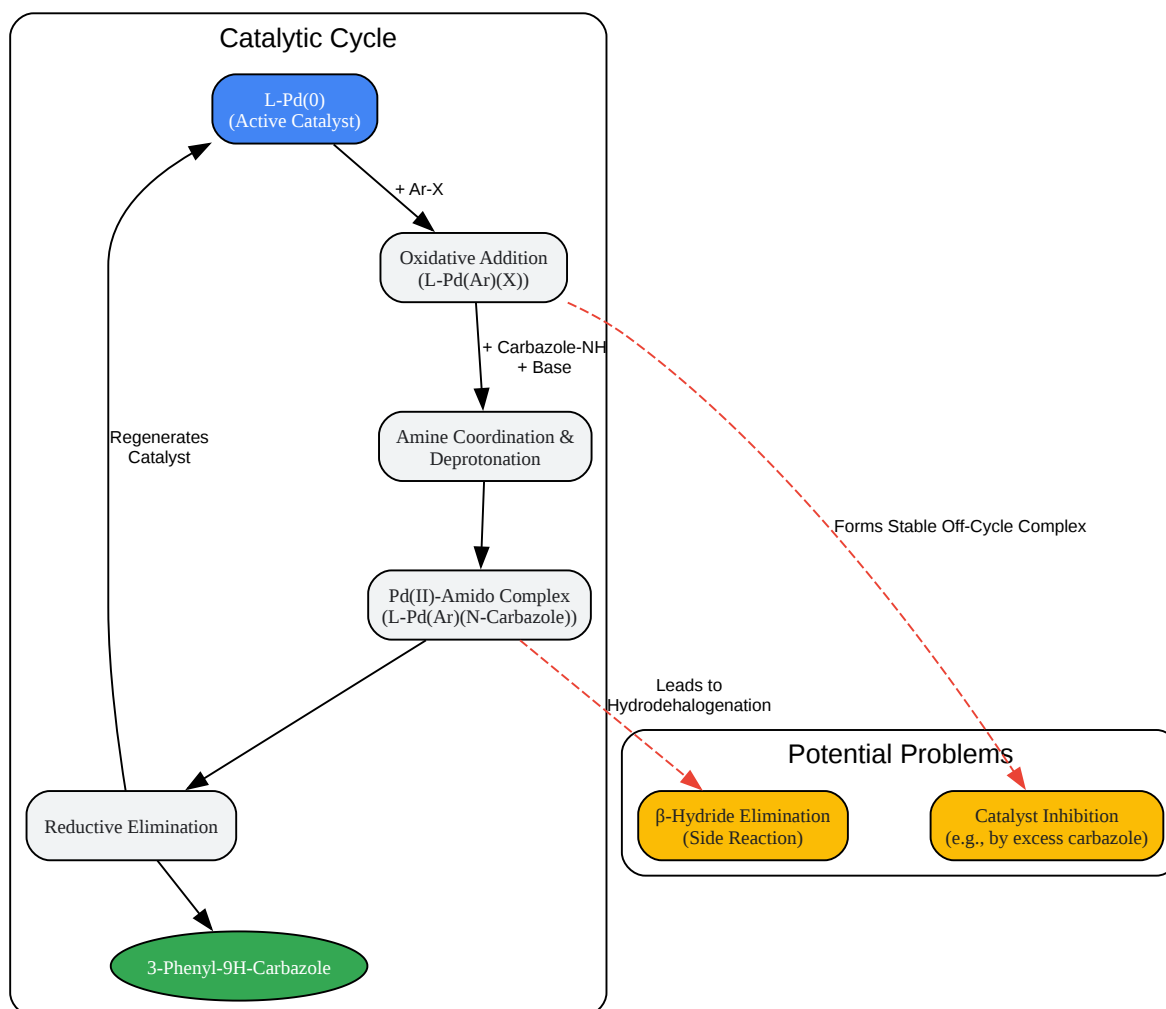 Catalytic Cycle
L-Pd(0)
(Active Catalyst)
+ Ar-X
Oxidative Addition
(L-Pd(Ar)(X))
+ Carbazole-NH
+ Base
Amine Coordination &
Deprotonation
Regenerates
Catalyst
Forms Stable Off-Cycle Complex
Pd(II)-Amido Complex
(L-Pd(Ar)(N-Carbazole))
Leads to
Hydrodehalogenation
Potential Problems
Reductive Elimination
β-Hydride Elimination
(Side Reaction)
Catalyst Inhibition
(e.g., by excess carbazole)
3-Phenyl-9H-Carbazole